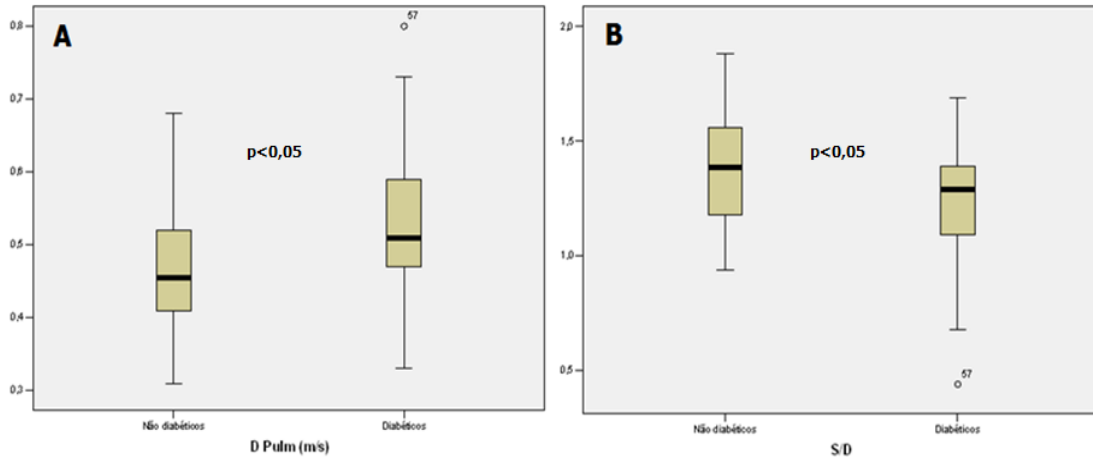 A
0,8
0,7
0,6
0,5
0,4
0,3
57
p<0,05
Não diabéticos
Diabéticos
D Pulm (m/s)
B
2,0
1,5
1,0
0,5
57
p<0,05
Não diabéticos
Diabéticos
S/D